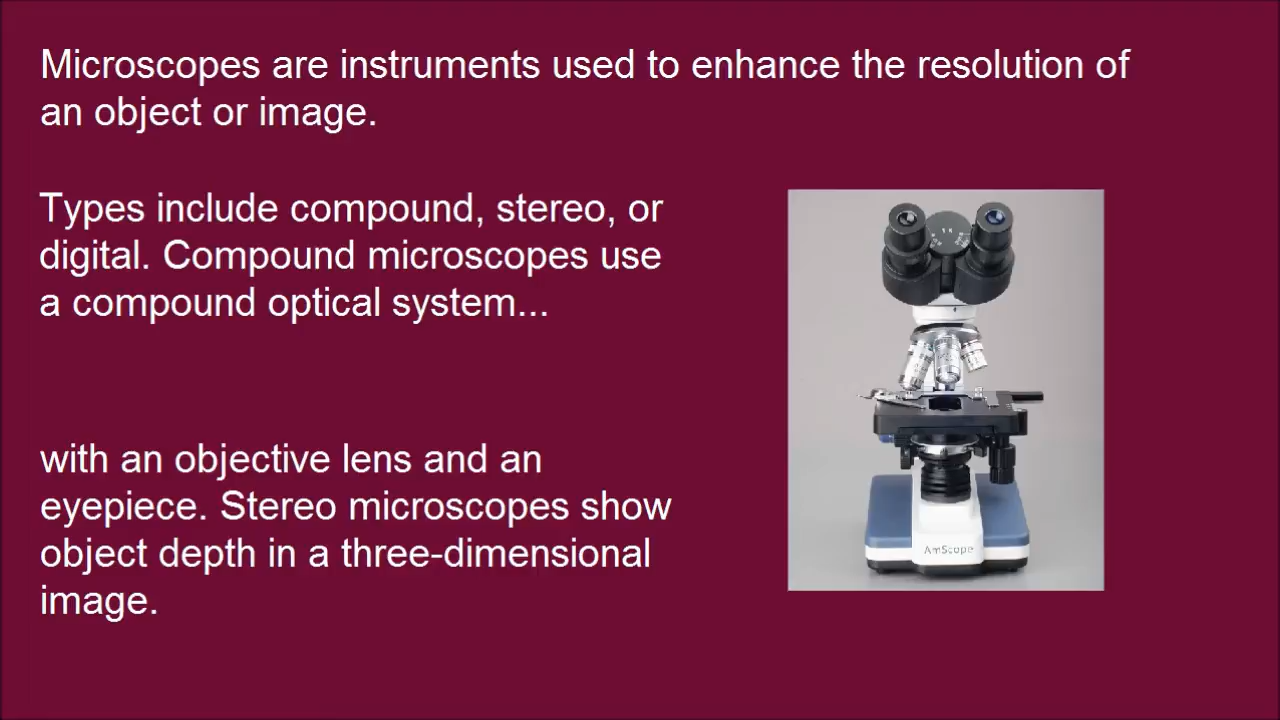 Microscopes are instruments used to enhance the resolution of
an object or image.
Types include compound, stereo, or
digital. Compound microscopes use
a compound optical system...
with an objective lens and an
eyepiece. Stereo microscopes show
object depth in a three-dimensional
image.
AmScope